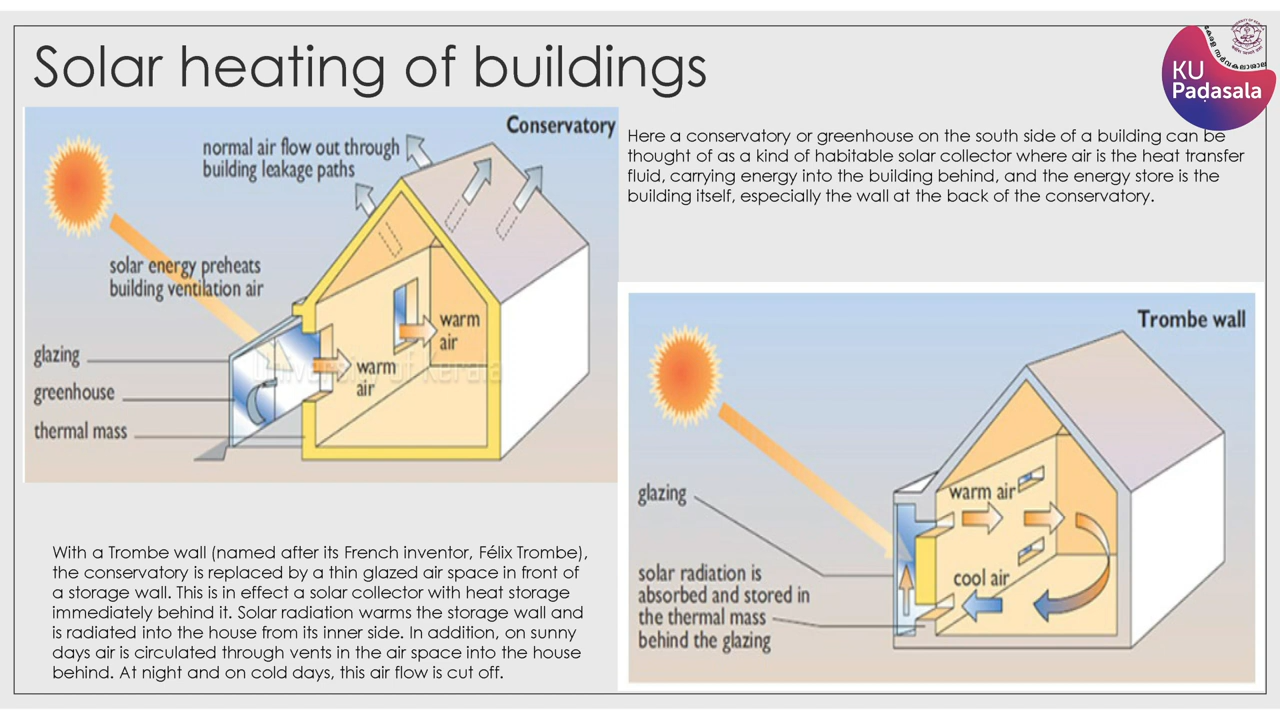 Solar heating of buildings
KU
Paḍasala
Conservatory
normal air flow out through
building leakage paths
solar energy preheats
building ventilation air
glazing
greenhouse
thermal mass
warm
air
warm
air
University of Kerala
Here a conservatory or greenhouse on the south side of a building can be
thought of as a kind of habitable solar collector where air is the heat transfer
fluid, carrying energy into the building behind, and the energy store is the
building itself, especially the wall at the back of the conservatory.
Trombe wall
glazing
warm air
cool air
solar radiation is
absorbed and stored in
the thermal mass
behind the glazing
With a Trombe wall (named after its French inventor, Félix Trombe),
the conservatory is replaced by a thin glazed air space in front of
a storage wall. This is in effect a solar collector with heat storage
immediately behind it. Solar radiation warms the storage wall and
is radiated into the house from its inner side. In addition, on sunny
days air is circulated through vents in the air space into the house
behind. At night and on cold days, this air flow is cut off.